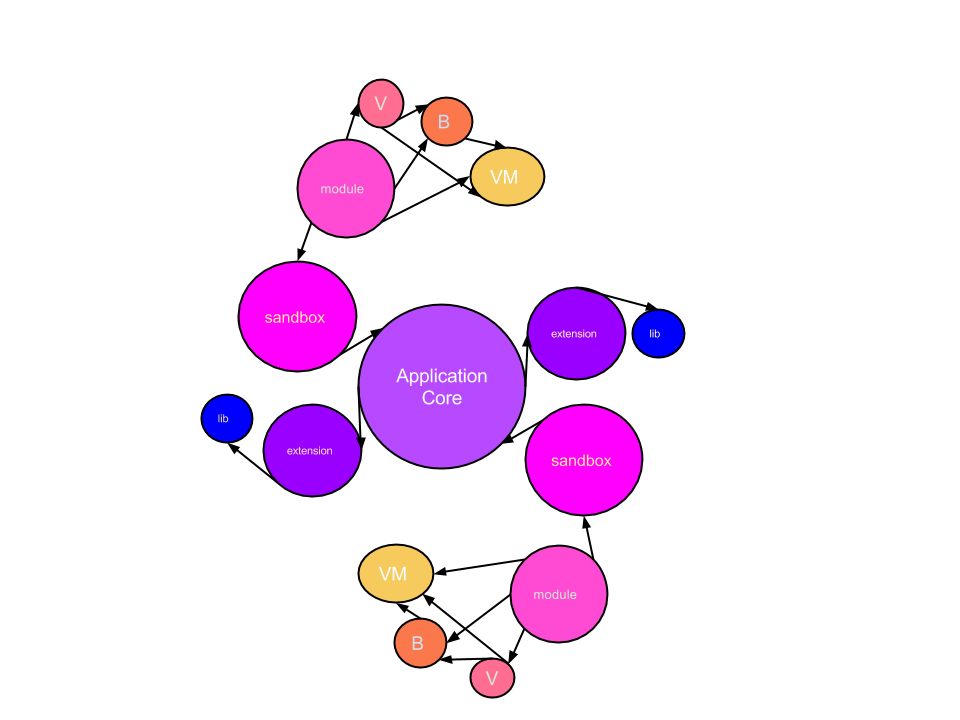 V
B
VM
module
sandbox
extension
lib
Application
Core
lib
extension
sandbox
VM
module
B
V